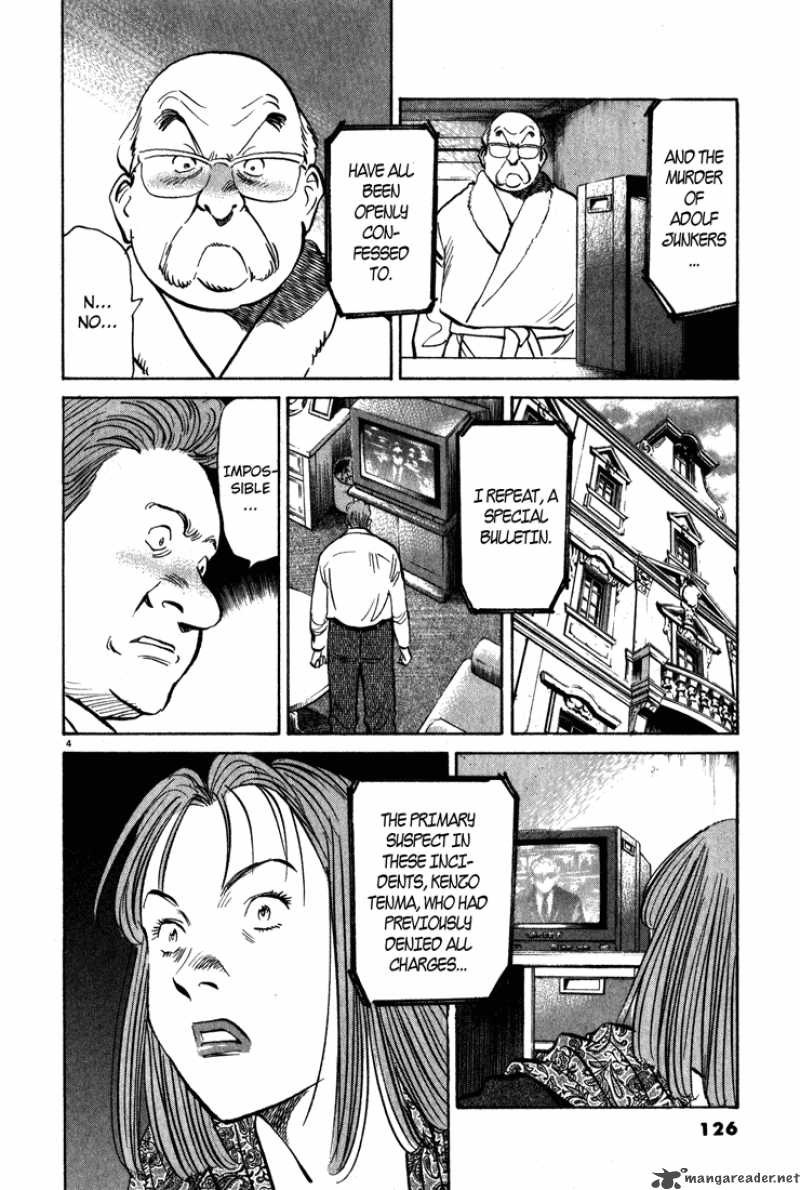 AND THE
MURDER
OF
ADOLF
JUNKERS
...
HAVE ALL
BEEN
OPENLY
CON-
FESSED
TO.
N...
NO...
I REPEAT, A
SPECIAL
BULLETIN.
IMPOS-
SIBLE
...
4
THE PRIMARY
SUSPECT IN
THESE INCI-
DENTS, KENZO
TENMA, WHO HAD
PREVIOUSLY
DENIED ALL
CHARGES...
126
mangareader.net